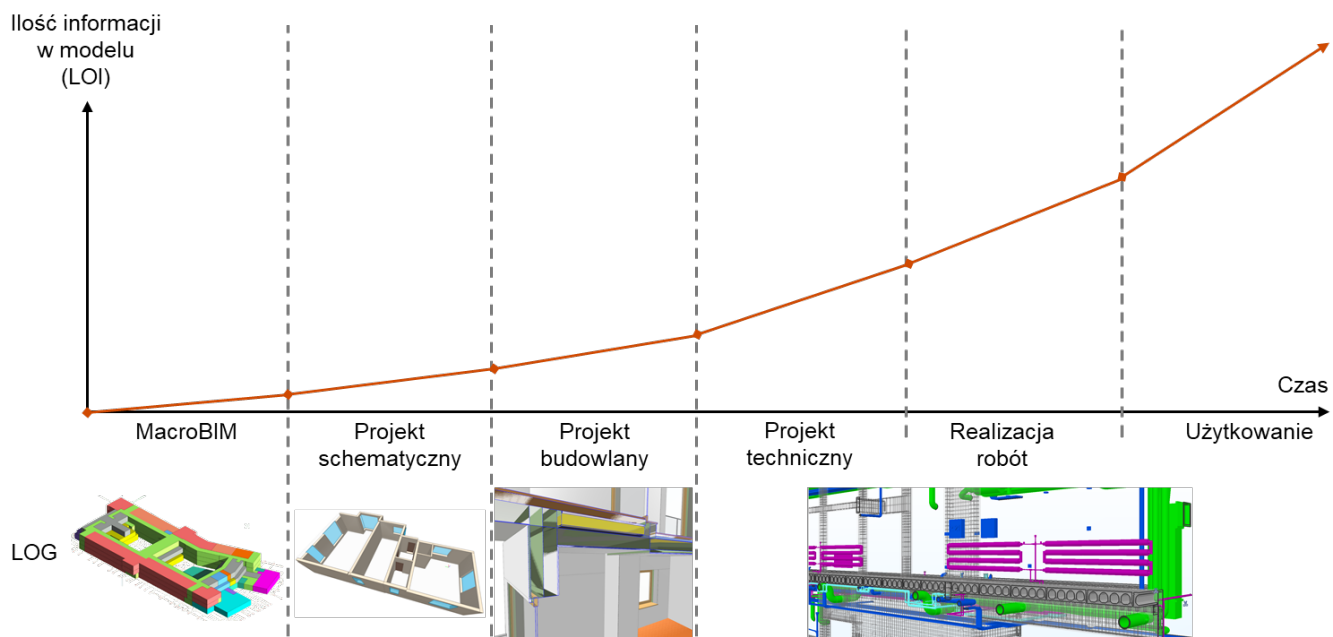 Ilość informacji
w modelu
(LOI)
Czas
MacroBIM
Projekt
schematyczny
Projekt
budowlany
Projekt
techniczny
Realizacja
robót
Użytkowanie
LOG